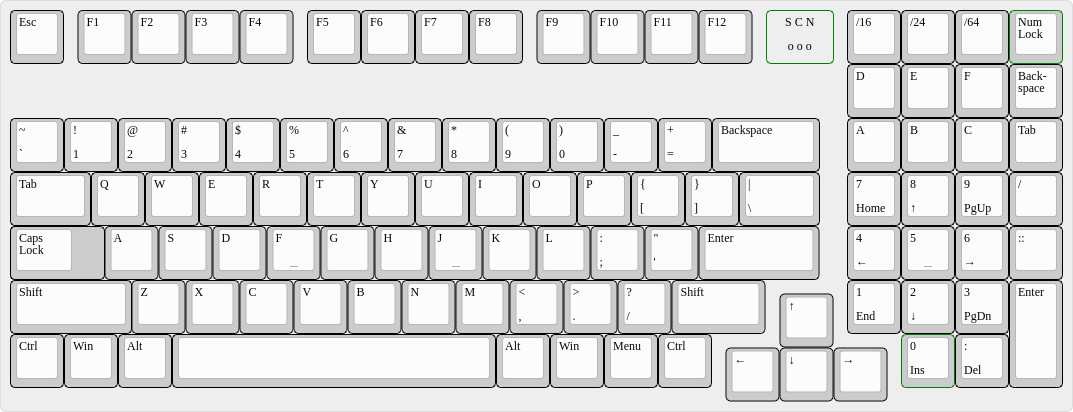 Esc F1 F2 F3 F4 F5 F6 F7 F8 F9 F10 F11 F12 S C N /16 /24 /64 Num
Lock
o o o
D E F Back-
space
~ ! @ # $ % ^ & * ( ) _ + Backspace A B C Tab
` 1 2 3 4 5 6 7 8 9 0 - =
Tab Q W E R T Y U I O P { } | 7 8 9 /
[ ] \ Home ↑ PgUp
Caps A S D F G H J K L : " Enter 4 5 6 ::
Lock _ _ ; ' ← _ →
Shift Z X C V B N M < > ? Shift 1 2 3 Enter
↑
, . / End ↓ PgDn
Ctrl Win Alt Alt Win Menu Ctrl 0 :
← ↓ →
Ins Del